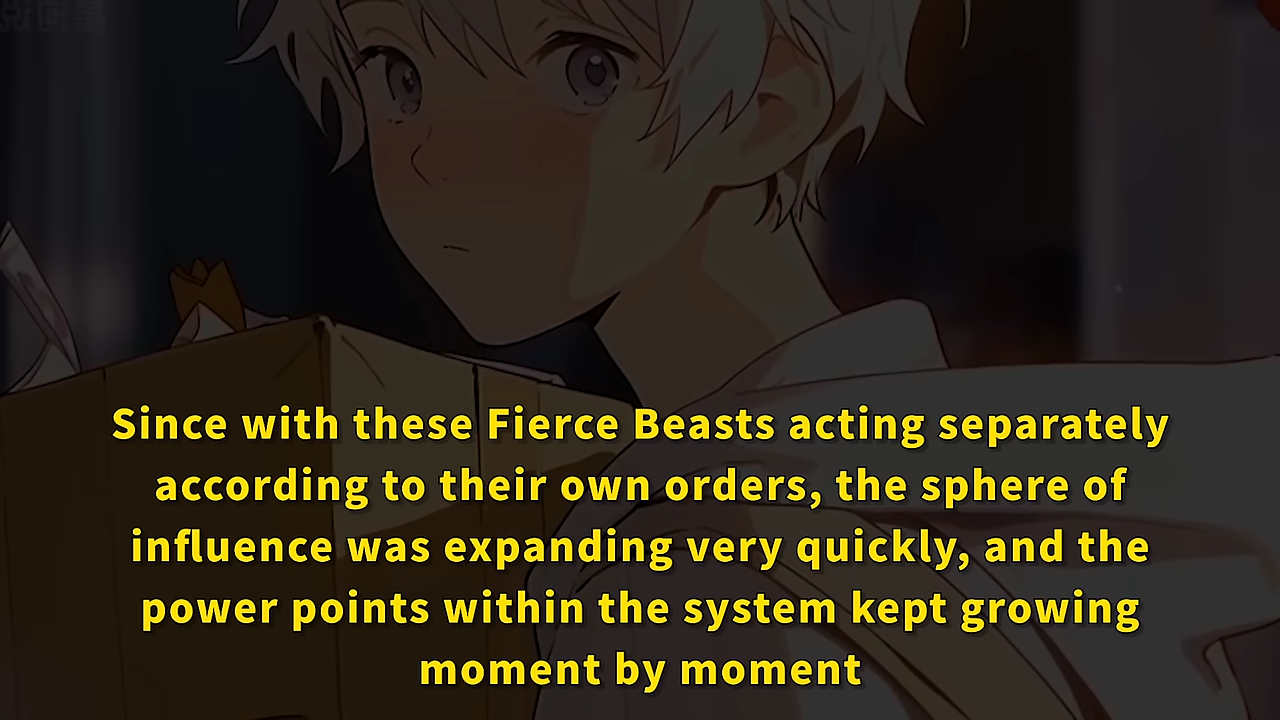 Since with these Fierce Beasts acting separately
according to their own orders, the sphere of
influence was expanding very quickly, and the
power points within the system kept growing
moment by moment